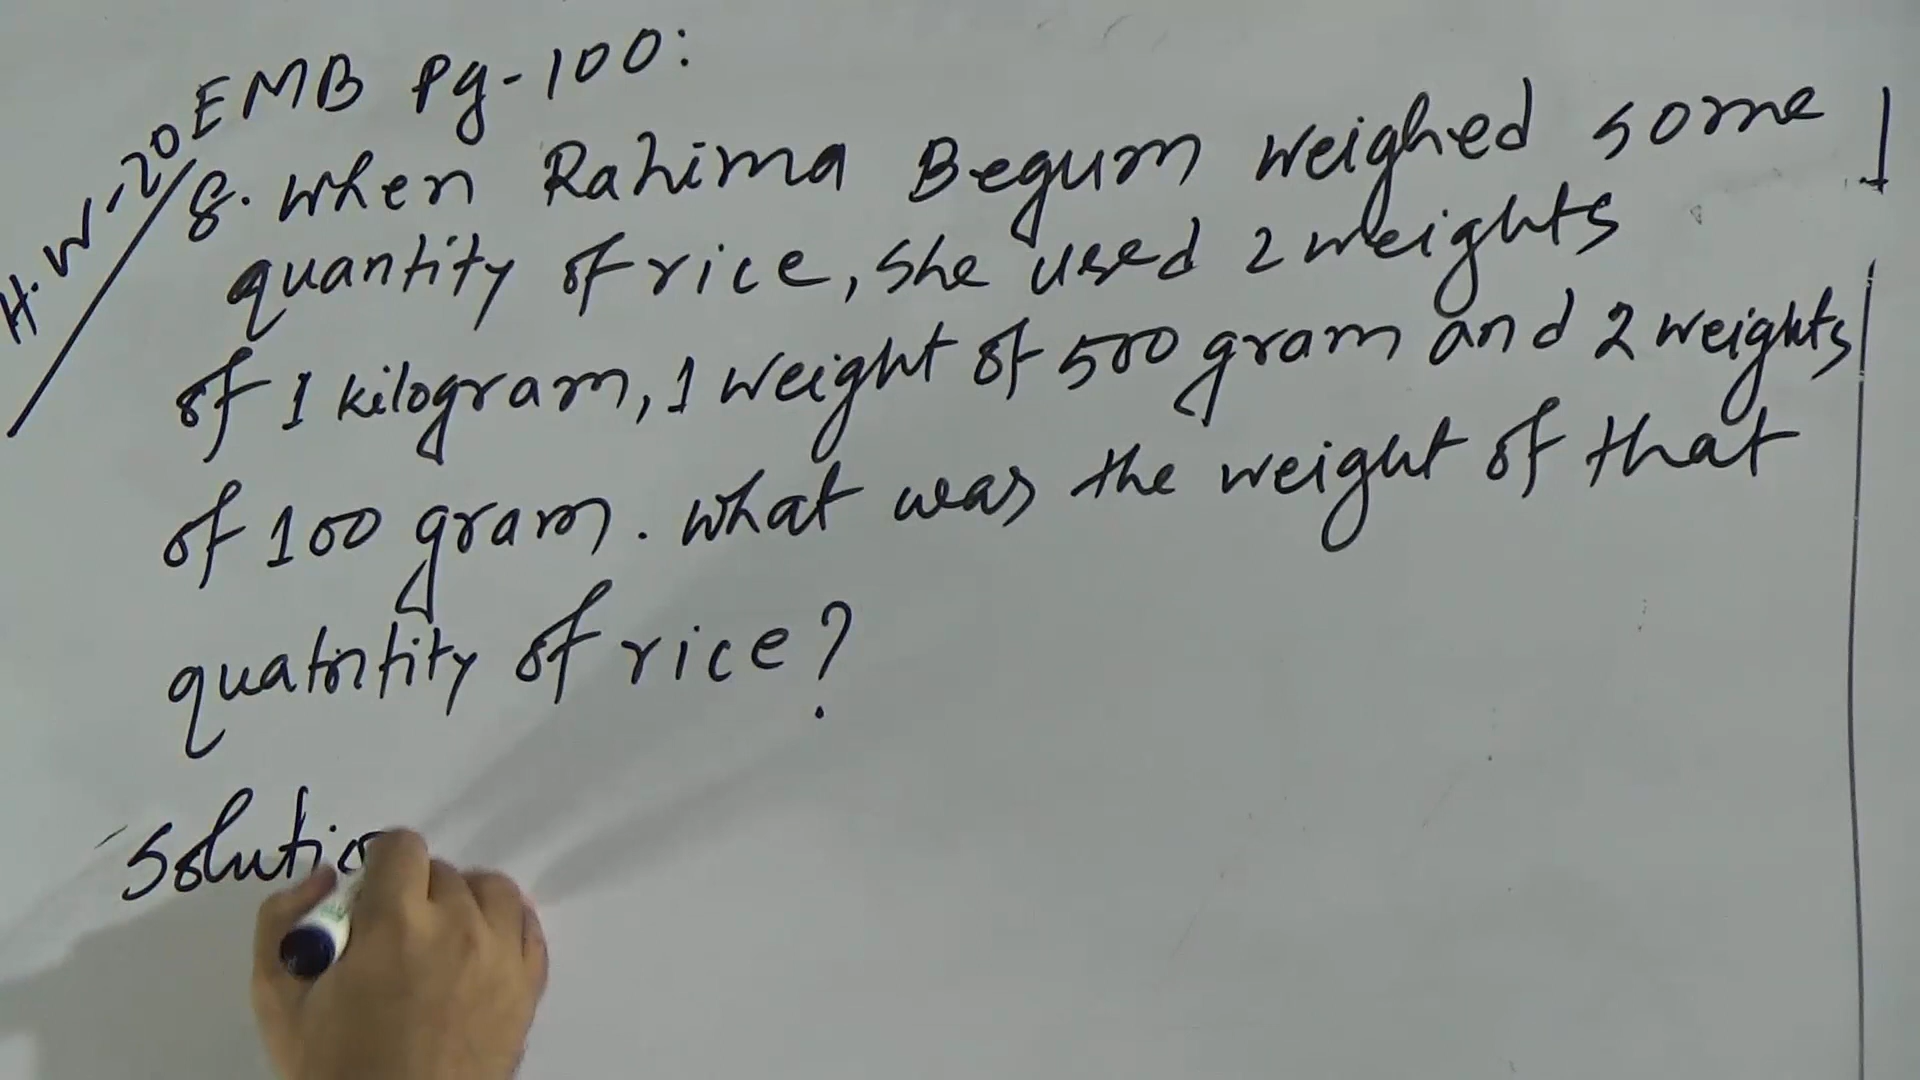 H.W-20
EMB Pg-100:
8. When Rahima Begum weighed some
quantity of rice, she used 2 weights
of 1 kilogram, 1 weight of 500 gram and 2 weights
of 100 gram. what was the weight of that
quatntity of rice?
Solutio